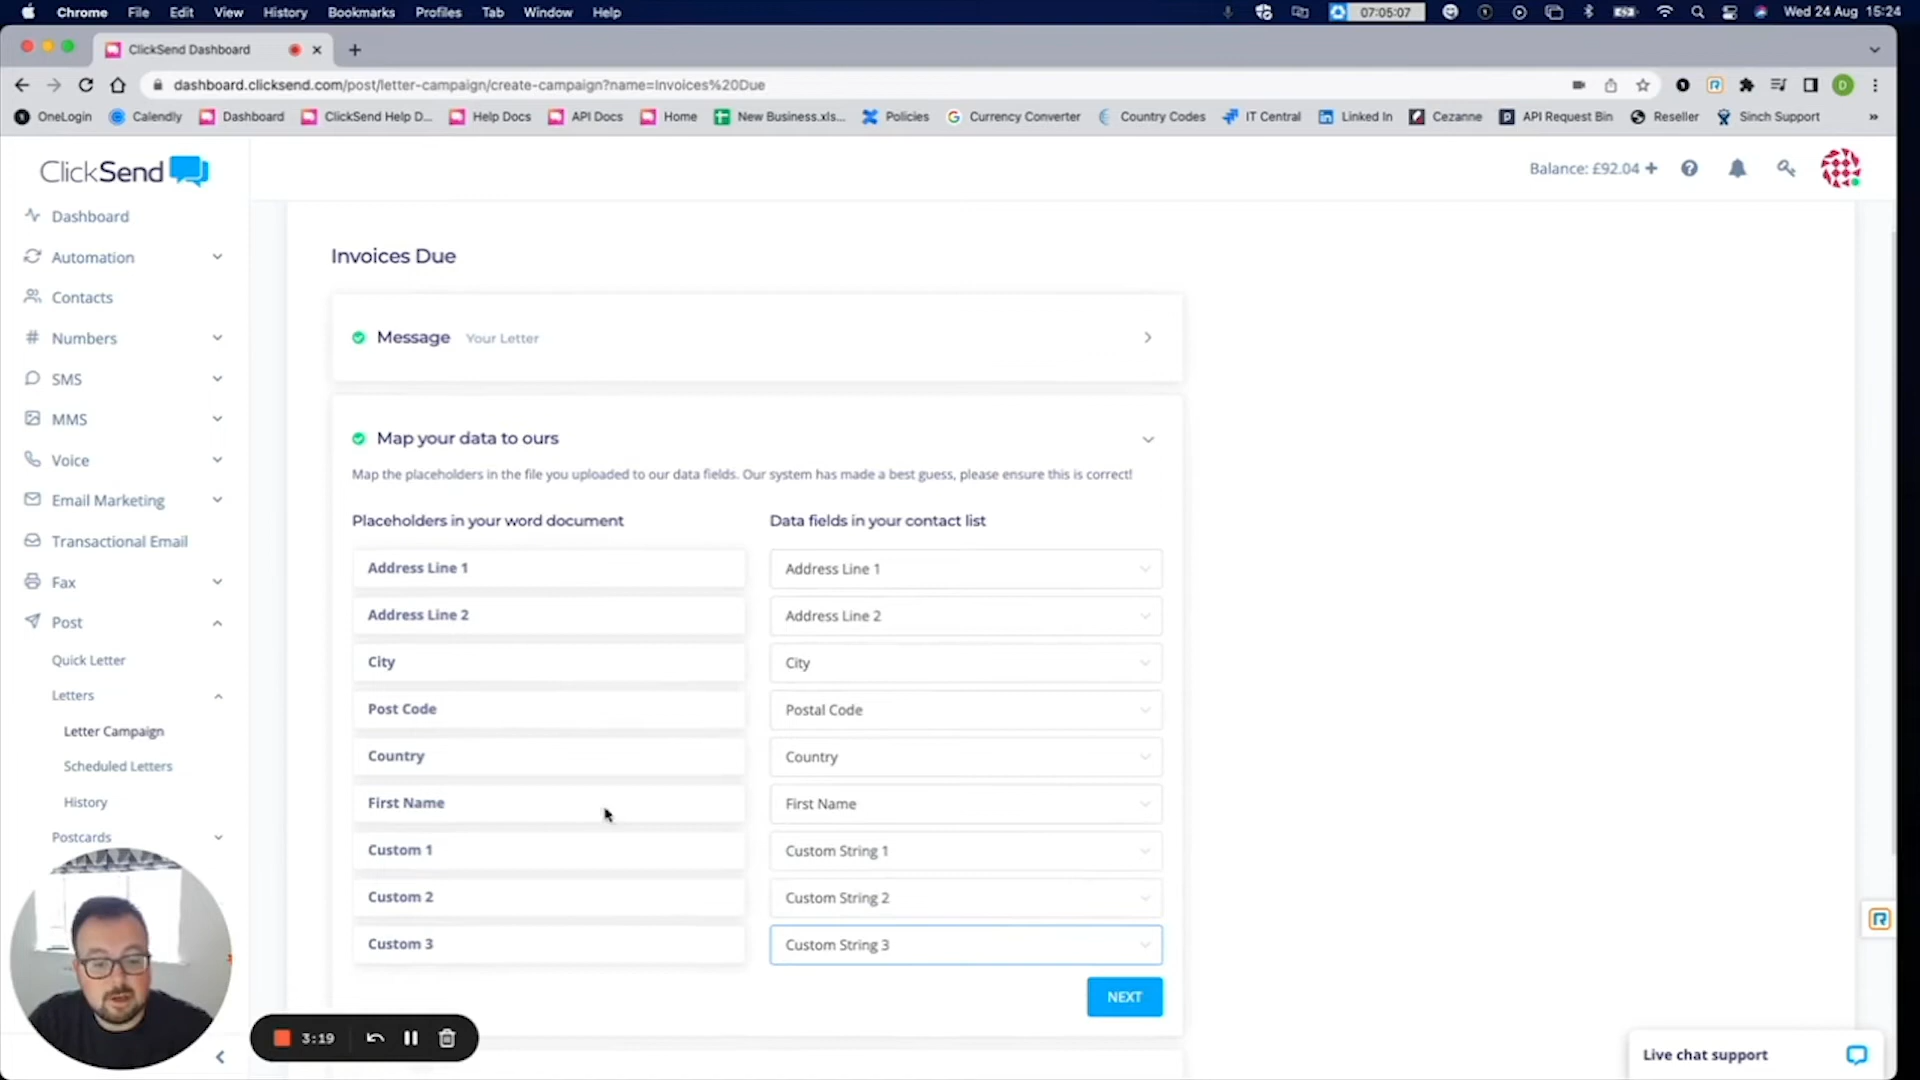 Chrome File Edit View History Bookmarks Profiles Tab Window Help
07:05:07
Wed 24 Aug 15:24
ClickSend Dashboard
dashboard.clicksend.com/post/letter-campaign/create-campaign?name=Invoices%20Due
D
OneLogin Calendly Dashboard ClickSend Help D... Help Docs API Docs Home New Business.xls... Policies Currency Converter Country Codes IT Central Linked In Cezanne API Request Bin Reseller Sinch Support
ClickSend
Balance: £92.04
Dashboard
Automation
Contacts
Numbers
SMS
MMS
Voice
Email Marketing
Transactional Email
Fax
Post
Quick Letter
Letters
Letter Campaign
Scheduled Letters
History
Postcards
Invoices Due
Message Your Letter
Map your data to ours
Map the placeholders in the file you uploaded to our data fields. Our system has made a best guess, please ensure this is correct!
Placeholders in your word document
Data fields in your contact list
Address Line 1
Address Line 1
Address Line 2
Address Line 2
City
City
Post Code
Postal Code
Country
Country
First Name
First Name
Custom 1
Custom String 1
Custom 2
Custom String 2
Custom 3
Custom String 3
NEXT
3:19
Live chat support